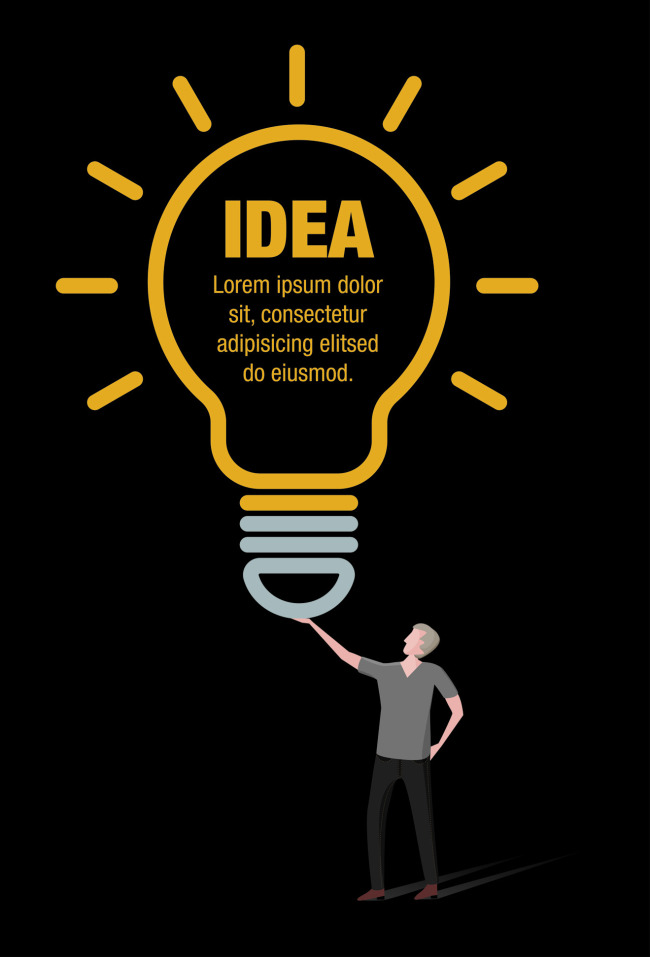 IDEA
Lorem ipsum dolor
sit, consectetur
adipisicing elitsed
do eiusmod.